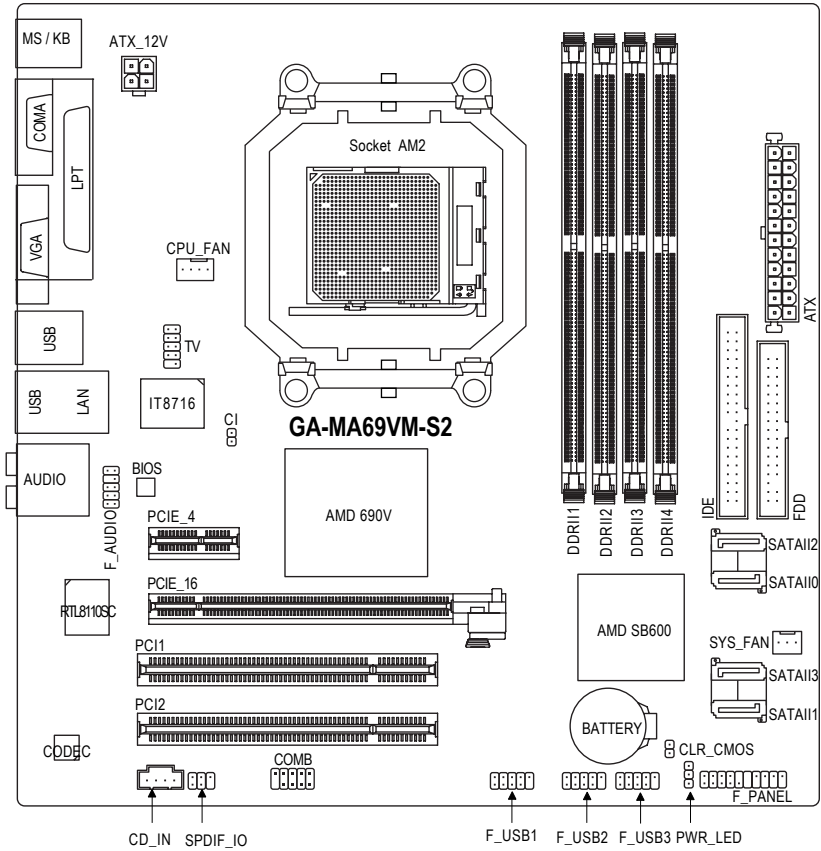 MS / KB
ATX_12V
COMA
LPT
VGA
Socket AM2
CPU_FAN
ATX
USB
TV
USB
LAN
IT8716
CI
GA-MA69VM-S2
AUDIO
F_AUDIO
BIOS
AMD 690V
DDRII1
DDRII2
DDRII3
DDRII4
IDE
FDD
PCIE_4
SATAII2
SATAII0
PCIE_16
RTL8110SC
AMD SB600
SYS_FAN
PCI1
SATAII3
SATAII1
PCI2
BATTERY
CODEC
COMB
CLR_CMOS
F_PANEL
CD_IN
SPDIF_IO
F_USB1
F_USB2
F_USB3
PWR_LED